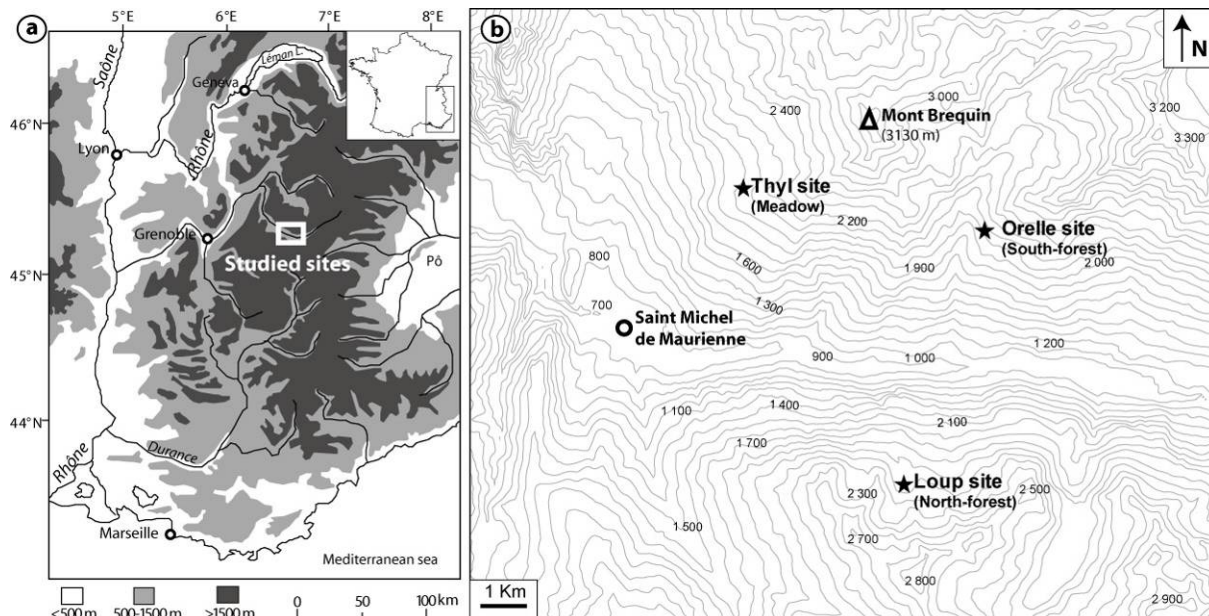 a
5°E
6°E
7°E
8°E
46°N
45°N
44°N
Saône
Léman L.
Geneva
Rhône
Lyon
Grenoble
Studied sites
Pô
Durance
Rhône
Marseille
Mediterranean sea
<500 m
500-1500 m
>1500 m
0
50
100 km
b
N
2 400
3 000
3 200
3 300
Mont Brequin
(3130 m)
Thyl site
(Meadow)
2 200
Orelle site
(South-forest)
1 900
2 000
1 600
800
1 300
700
Saint Michel
de Maurienne
900
1 000
1 200
1 100
1 400
2 100
1 700
Loup site
(North-forest)
2 300
2 500
1 500
2 700
2 800
2 900
1 Km